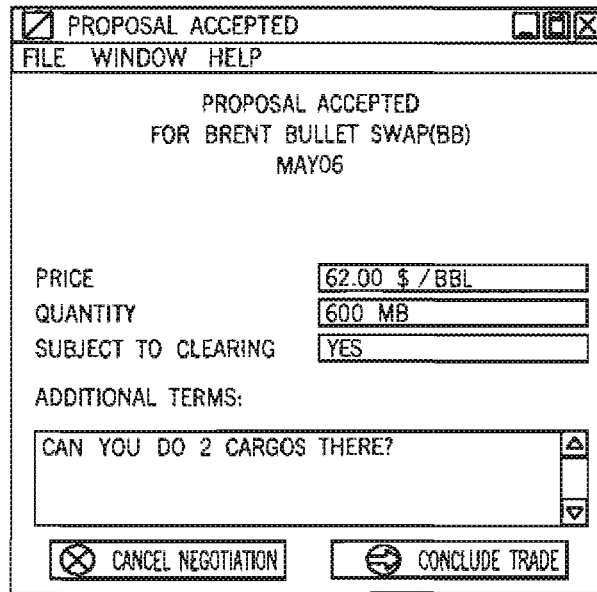 PROPOSAL ACCEPTED
FILE WINDOW HELP
PROPOSAL ACCEPTED
FOR BRENT BULLET SWAP(BB)
MAY06
PRICE 62.00 $ / BBL
QUANTITY 600 MB
SUBJECT TO CLEARING YES
ADDITIONAL TERMS:
CAN YOU DO 2 CARGOS THERE?
CANCEL NEGOTIATION CONCLUDE TRADE